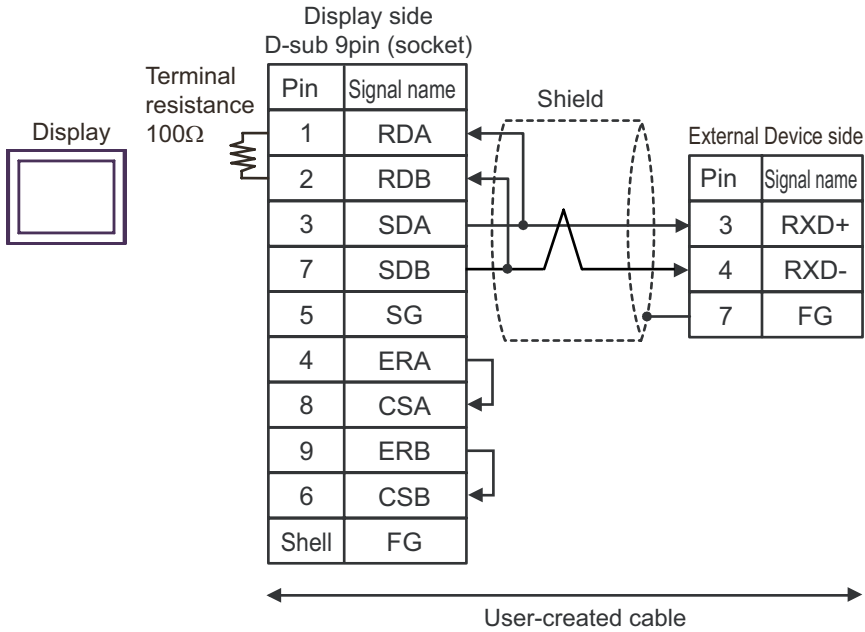 Display side
D-sub 9pin (socket)
Terminal
resistance
100Ω
Display
Shield
External Device side
Pin Signal name
1 RDA
2 RDB
3 SDA
7 SDB
5 SG
4 ERA
8 CSA
9 ERB
6 CSB
Shell FG
Pin Signal name
3 RXD+
4 RXD-
7 FG
User-created cable